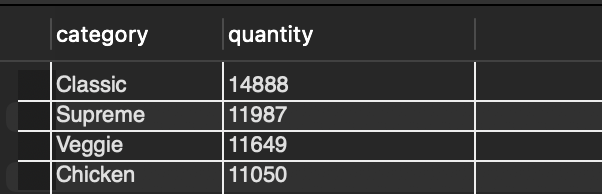 category quantity
Classic 14888
Supreme 11987
Veggie 11649
Chicken 11050